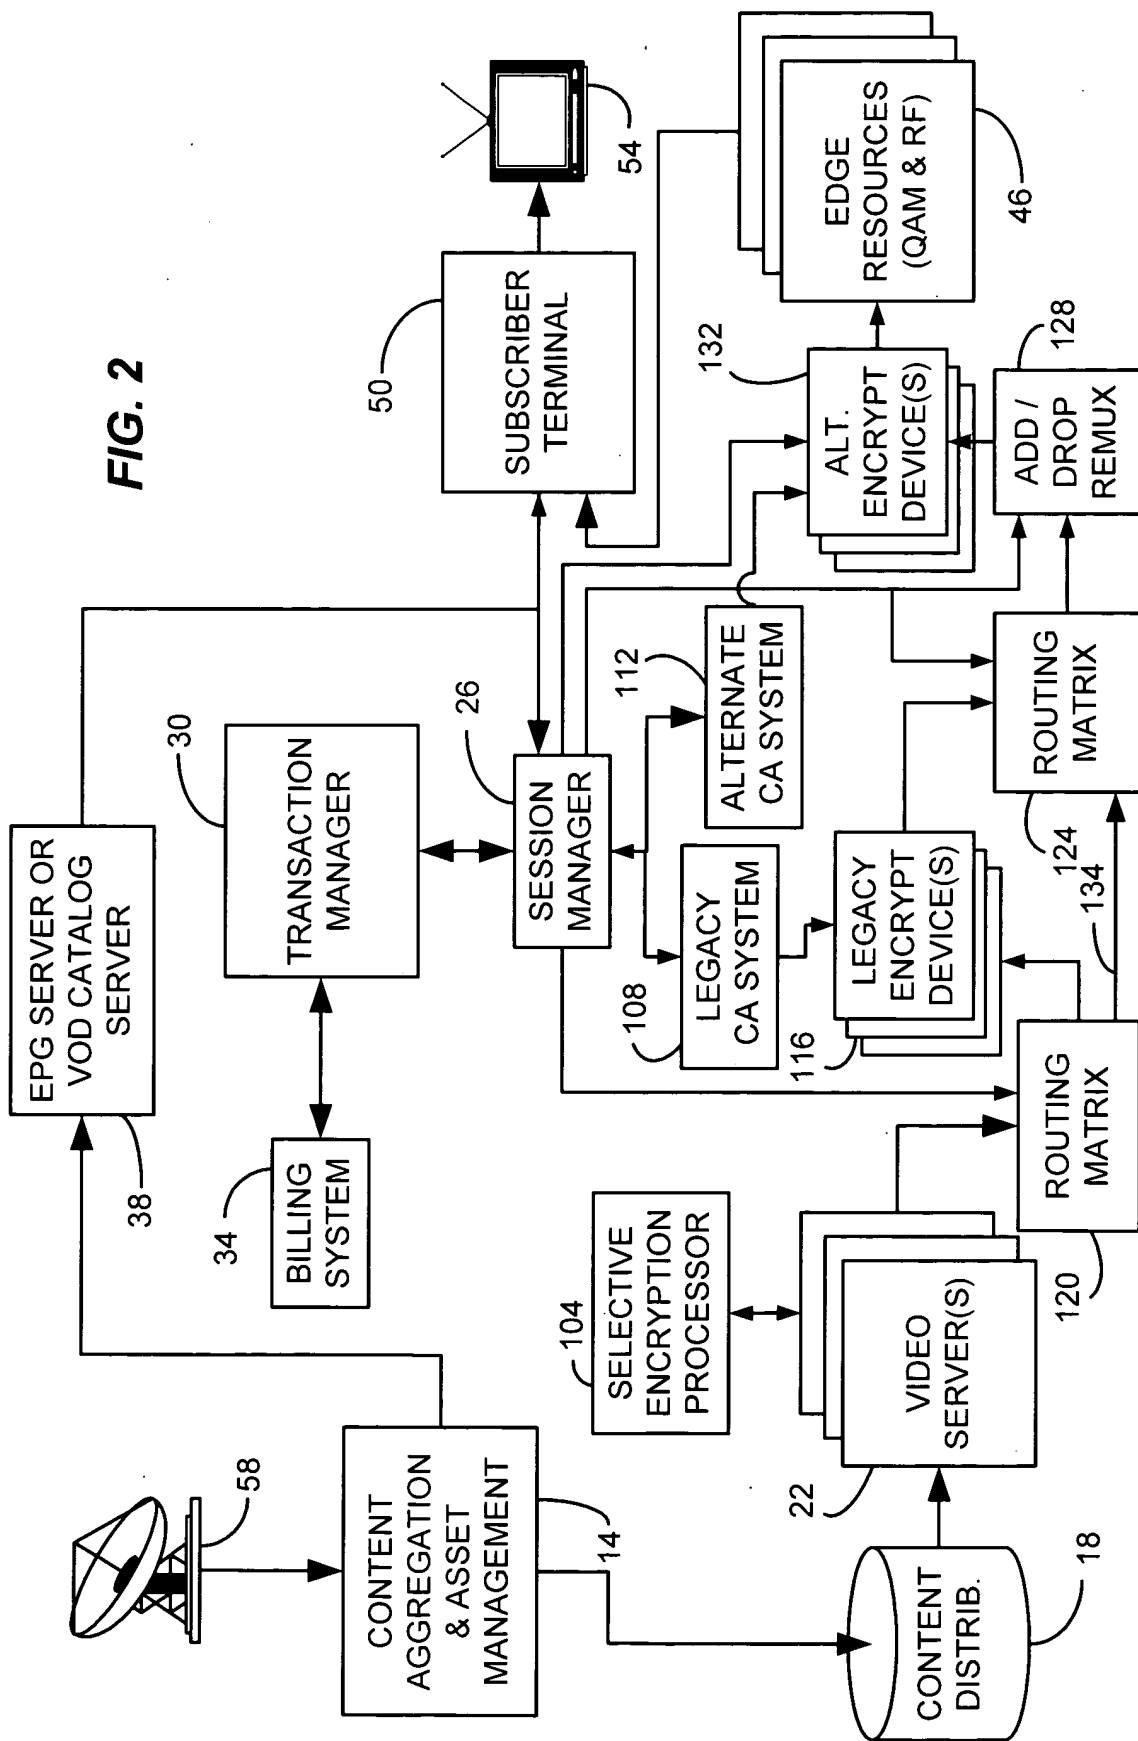 FIG. 2
58
CONTENT
AGGREGATION
& ASSET
MANAGEMENT
14
CONTENT
DISTRIB.
18
EPG SERVER OR
VOD CATALOG
SERVER
38
34
BILLING
SYSTEM
30
TRANSACTION
MANAGER
104
SELECTIVE
ENCRYPTION
PROCESSOR
VIDEO
SERVER(S)
22
26
SESSION
MANAGER
108
LEGACY
CA SYSTEM
112
ALTERNATE
CA SYSTEM
116
LEGACY
ENCRYPT
DEVICE(S)
ROUTING
MATRIX
120
134
124
ROUTING
MATRIX
50
SUBSCRIBER
TERMINAL
54
132
ALT.
ENCRYPT
DEVICE(S)
128
ADD /
DROP
REMUX
EDGE
RESOURCES
(QAM & RF)
46